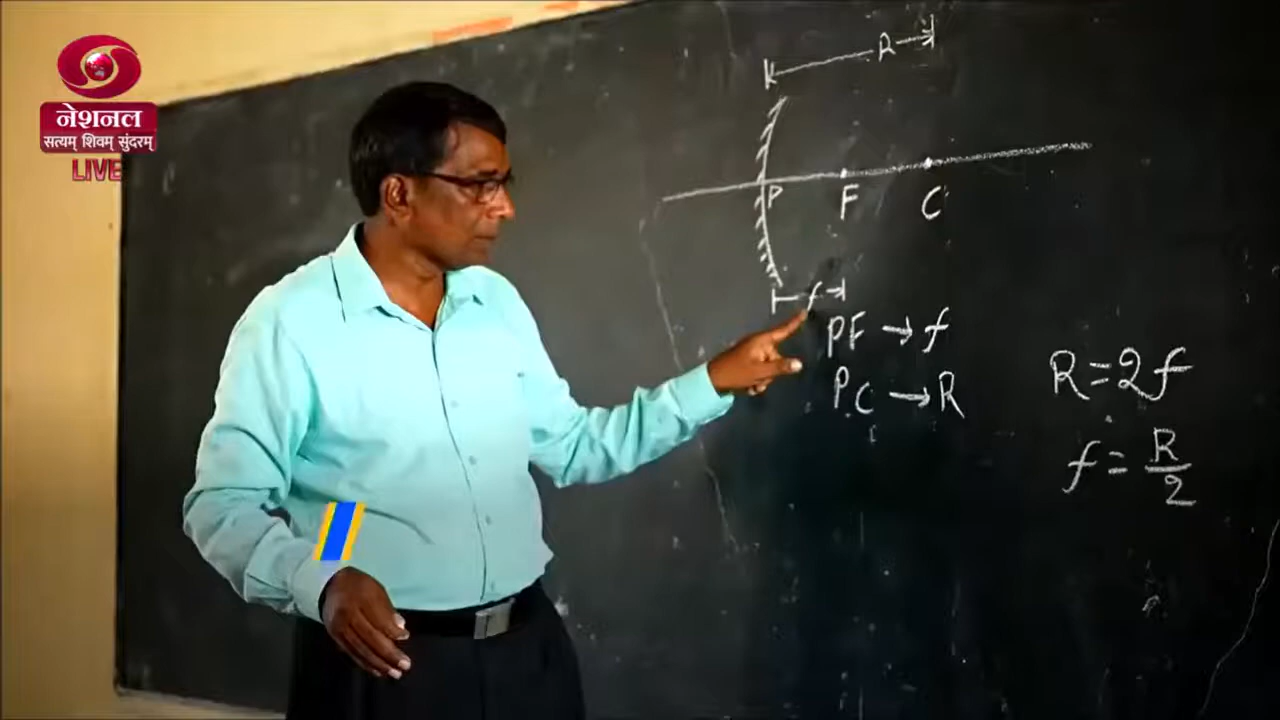 नेशनल
सत्यम् शिवम् सुंदरम्
LIVE
R
P F C
f
PF → f
PC → R
R = 2f
f = R/2